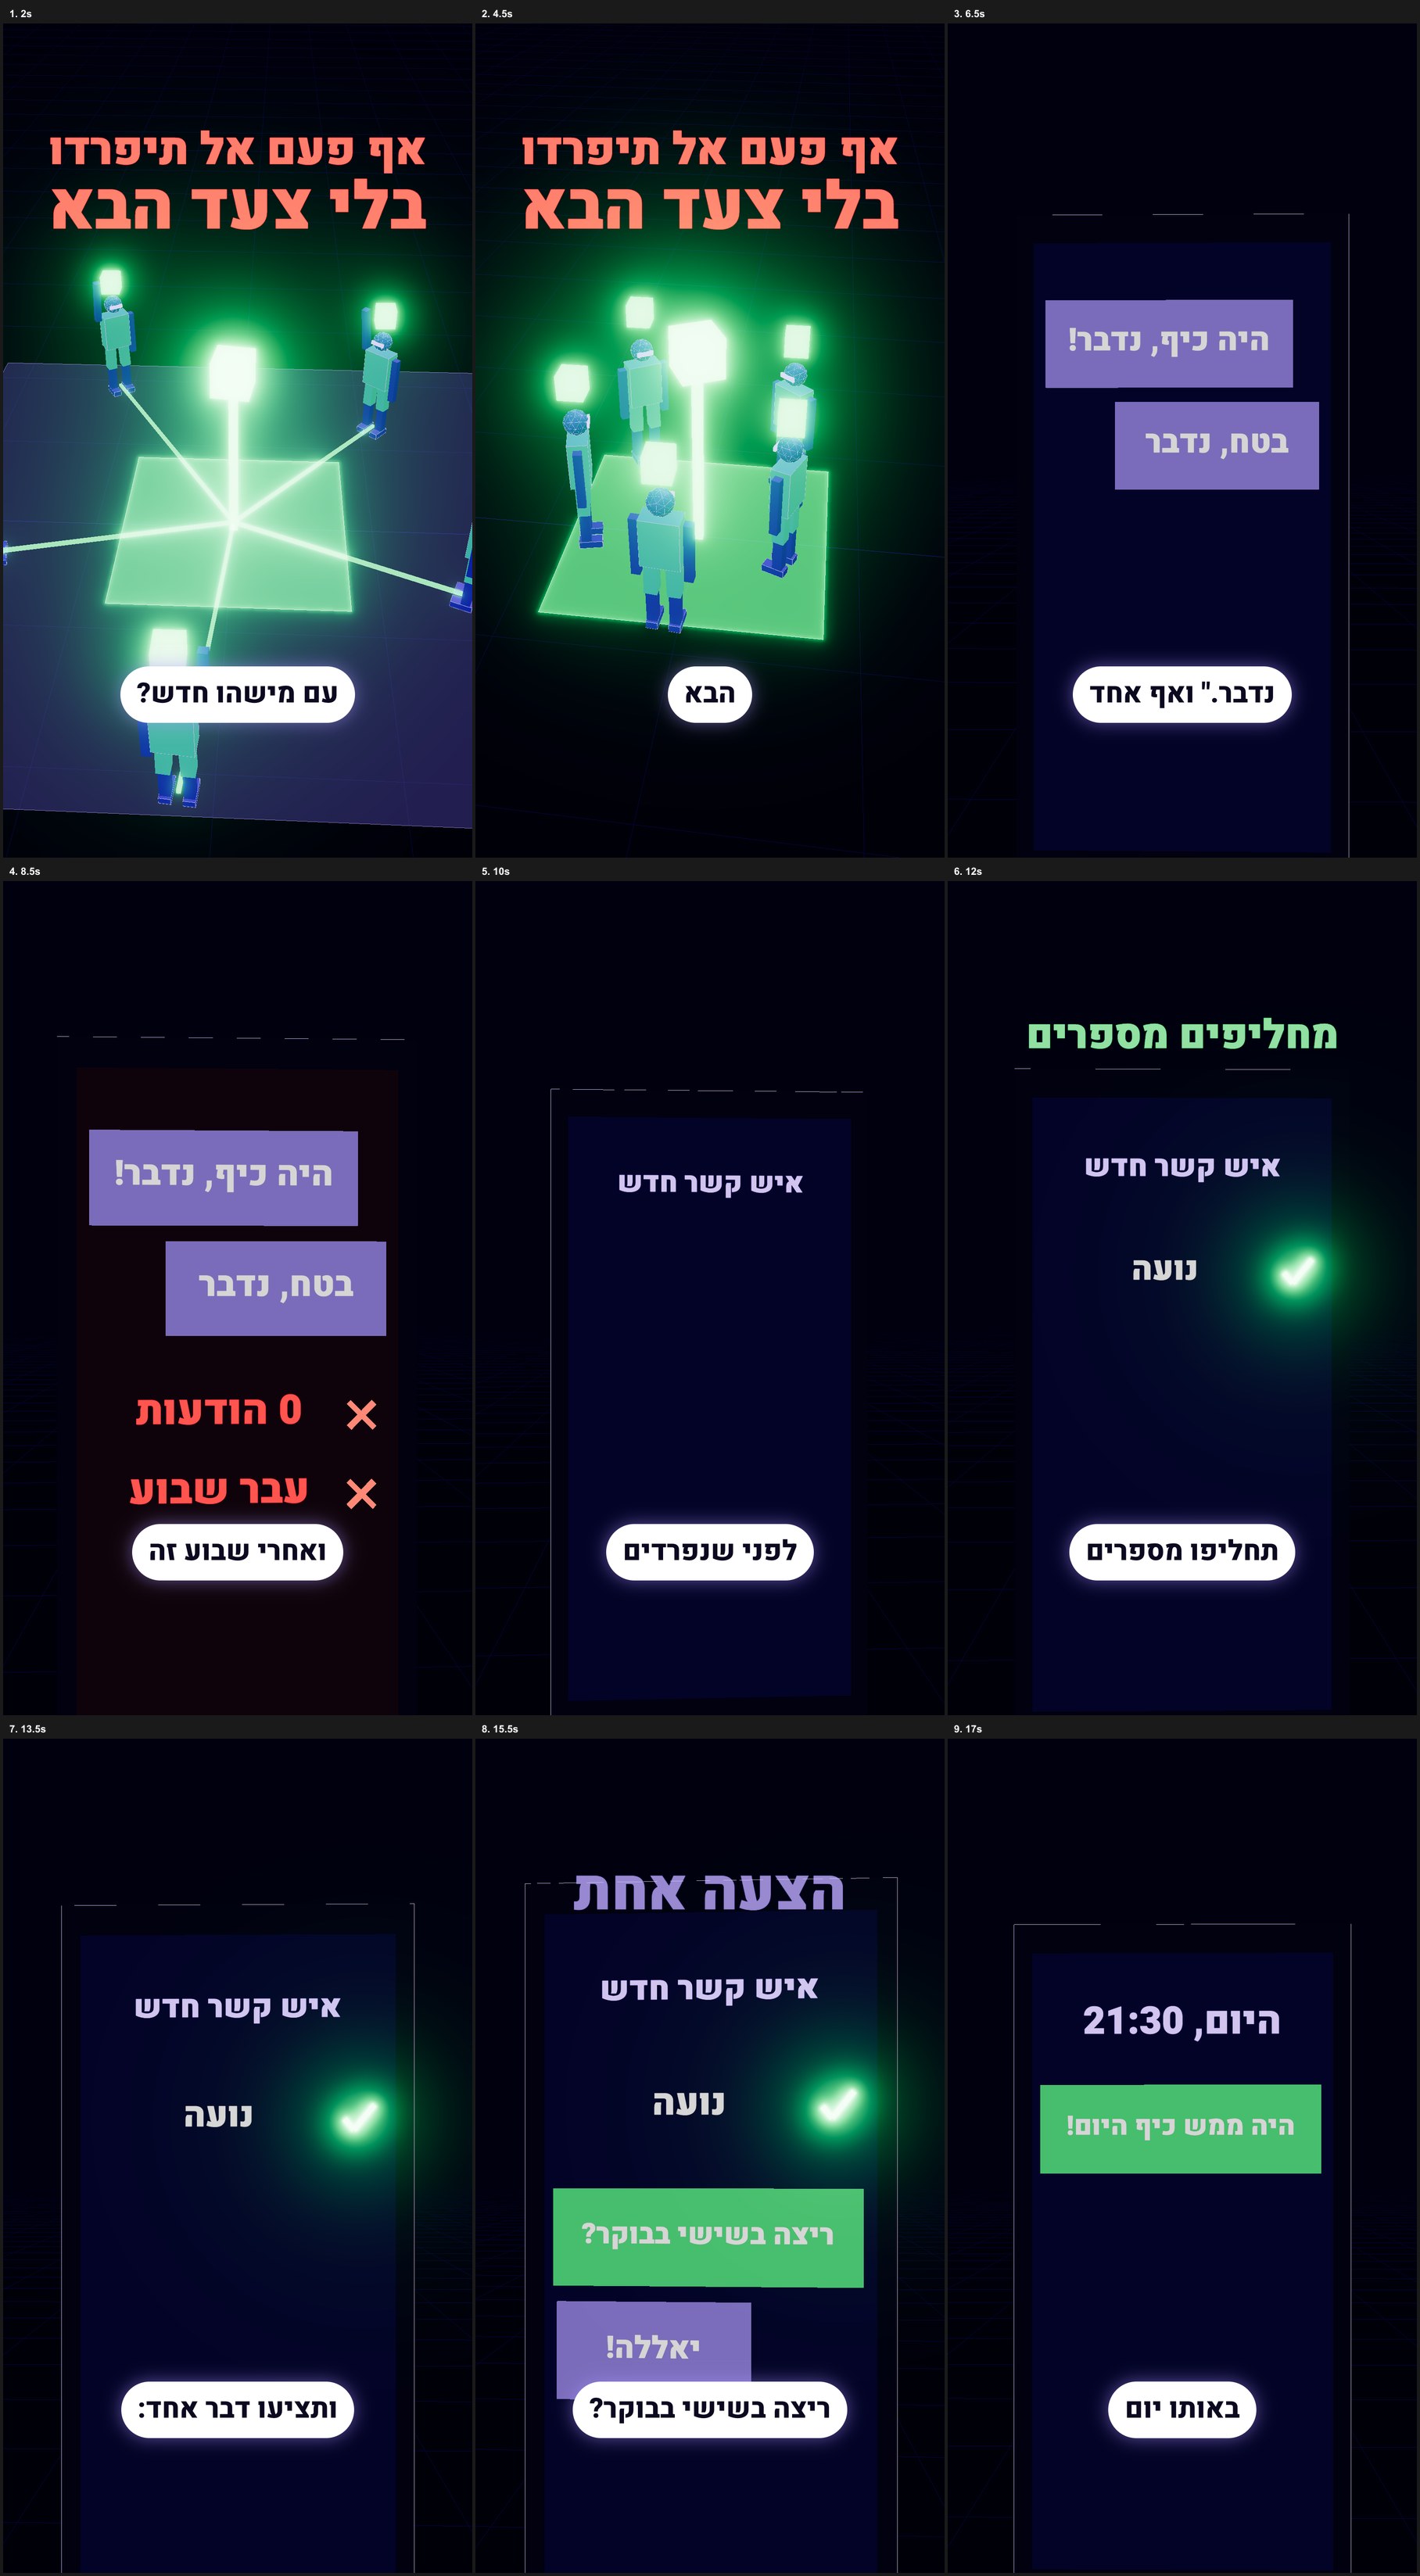 1. 2s
אף פעם אל תיפרדו
בלי צעד הבא
עם מישהו חדש?
2. 4.5s
אף פעם אל תיפרדו
בלי צעד הבא
הבא
3. 6.5s
היה כיף, נדבר!
בטח, נדבר
נדבר." ואף אחד
4. 8.5s
היה כיף, נדבר!
בטח, נדבר
0 הודעות
עבר שבוע
ואחרי שבוע זה
5. 10s
איש קשר חדש
לפני שנפרדים
6. 12s
מחליפים מספרים
איש קשר חדש
נועה
תחליפו מספרים
7. 13.5s
איש קשר חדש
נועה
ותציעו דבר אחד:
8. 15.5s
הצעה אחת
איש קשר חדש
נועה
ריצה בשישי בבוקר?
יאללה!
ריצה בשישי בבוקר?
9. 17s
היום, 21:30
היה ממש כיף היום!
באותו יום